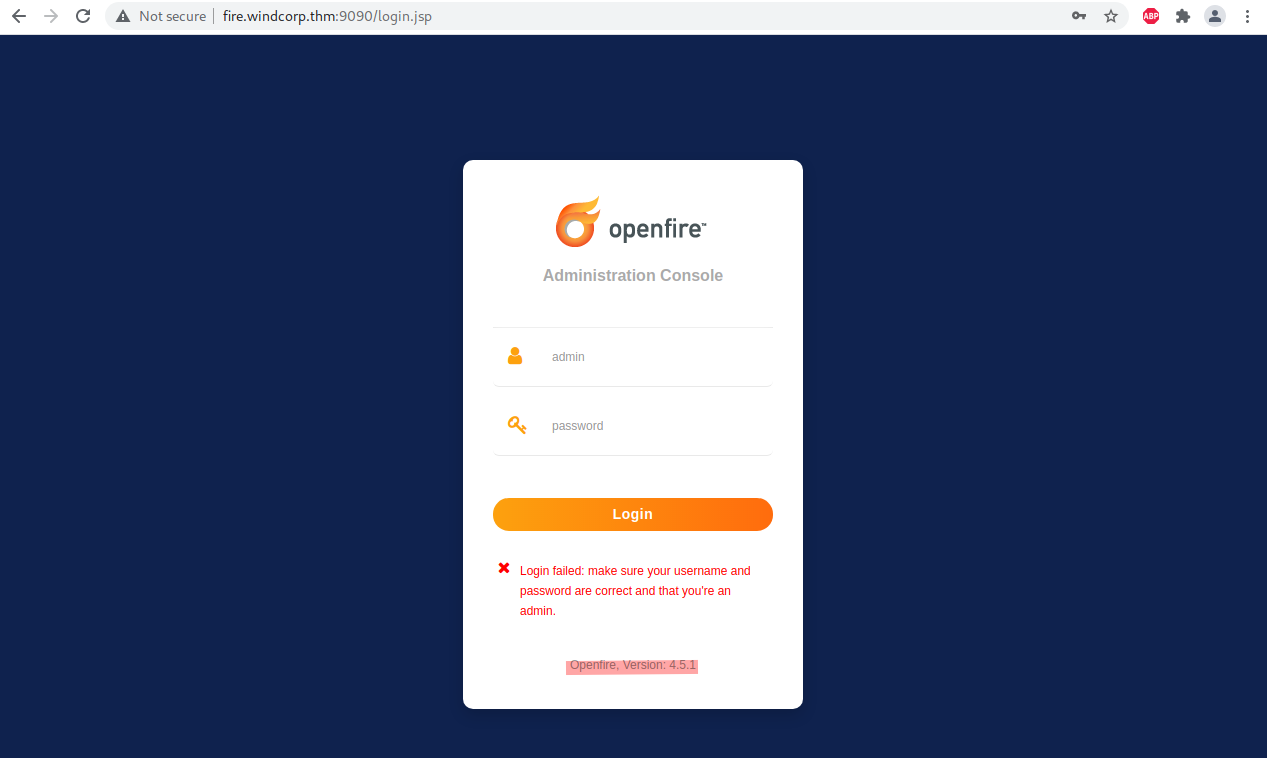 Not secure fire.windcorp.thm:9090/login.jsp
ABP
openfire™
Administration Console
admin
password
Login
Login failed: make sure your username and
password are correct and that you're an
admin.
Openfire, Version: 4.5.1